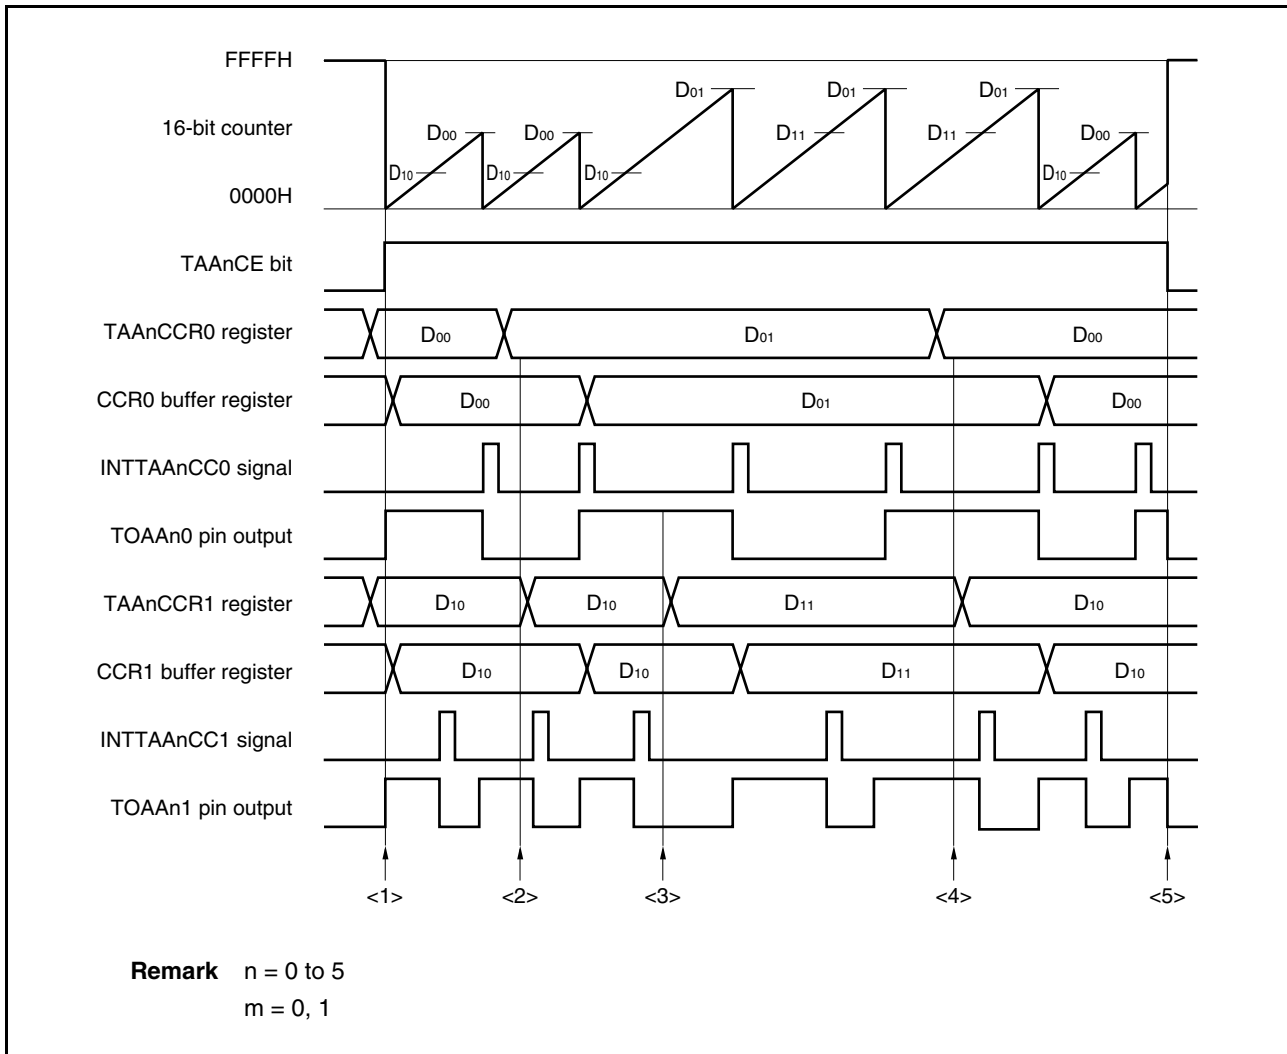 FFFFH
D01 D01 D01
16-bit counter
D00 D00 D11 D11 D00
D10 D10 D10 D10
0000H
TAAnCE bit
TAAnCCR0 register D00 D01 D00
CCR0 buffer register D00 D01 D00
INTTAAnCC0 signal
TOAAn0 pin output
TAAnCCR1 register D10 D10 D11 D10
CCR1 buffer register D10 D10 D11 D10
INTTAAnCC1 signal
TOAAn1 pin output
<1> <2> <3> <4> <5>
Remark n = 0 to 5
m = 0, 1